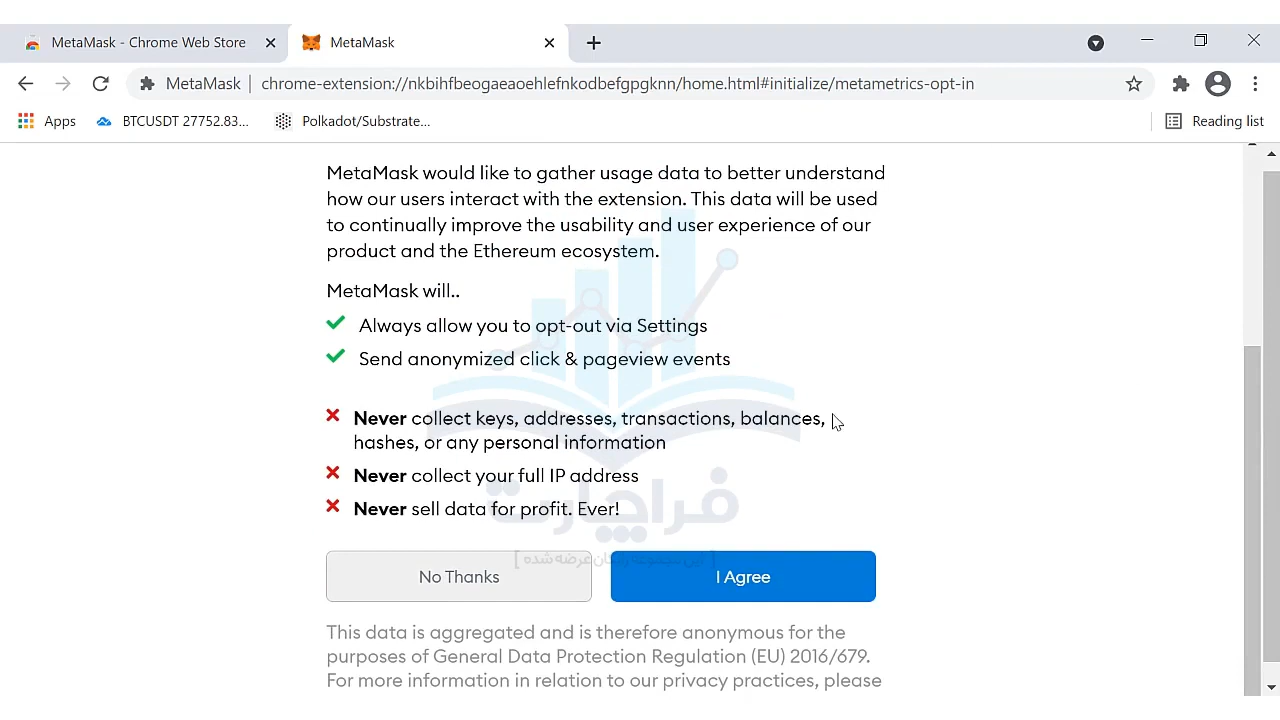 MetaMask - Chrome Web Store
MetaMask
MetaMask
chrome-extension://nkbihfbeogaeaoehlefnkodbefgpgknn/home.html#initialize/metametrics-opt-in
Apps
BTCUSDT 27752.83...
Polkadot/Substrate...
Reading list
MetaMask would like to gather usage data to better understand
how our users interact with the extension. This data will be used
to continually improve the usability and user experience of our
product and the Ethereum ecosystem.
MetaMask will..
Always allow you to opt-out via Settings
Send anonymized click & pageview events
Never collect keys, addresses, transactions, balances,
hashes, or any personal information
Never collect your full IP address
Never sell data for profit. Ever!
فراچارت
No Thanks
I Agree
This data is aggregated and is therefore anonymous for the
purposes of General Data Protection Regulation (EU) 2016/679.
For more information in relation to our privacy practices, please